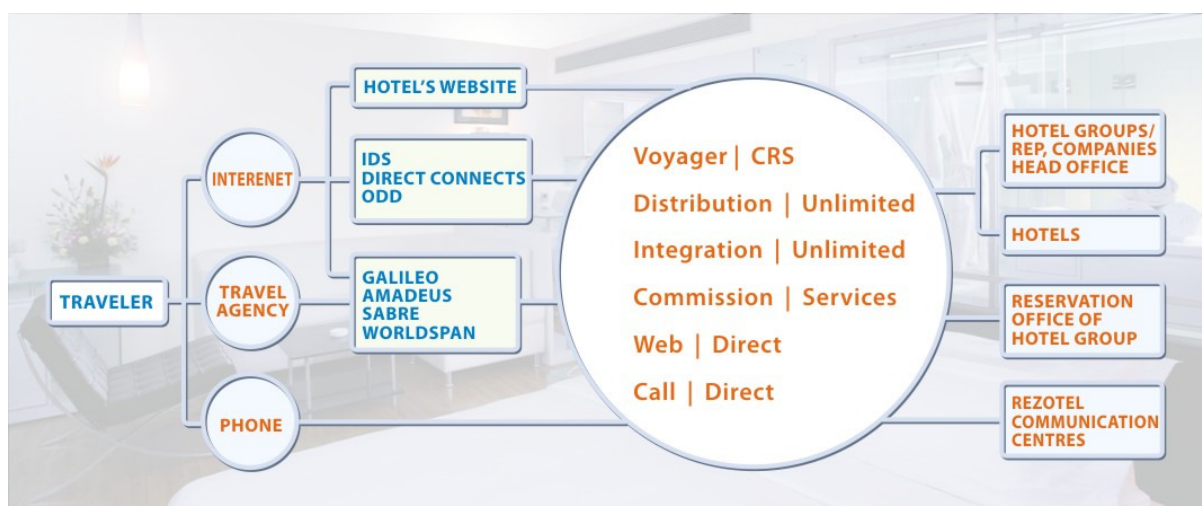 TRAVELER
INTERENET
TRAVEL
AGENCY
PHONE
HOTEL'S WEBSITE
IDS
DIRECT CONNECTS
ODD
GALILEO
AMADEUS
SABRE
WORLDSPAN
Voyager | CRS
Distribution | Unlimited
Integration | Unlimited
Commission | Services
Web | Direct
Call | Direct
HOTEL GROUPS/
REP, COMPANIES
HEAD OFFICE
HOTELS
RESERVATION
OFFICE OF
HOTEL GROUP
REZOTEL
COMMUNICATION
CENTRES